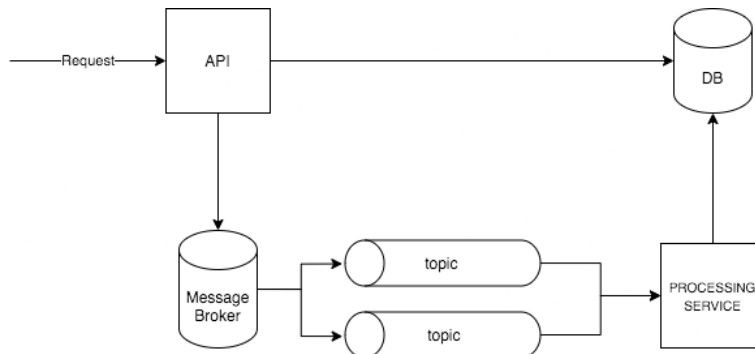 Request
API
DB
topic
Message
Broker
PROCESSING
SERVICE
topic